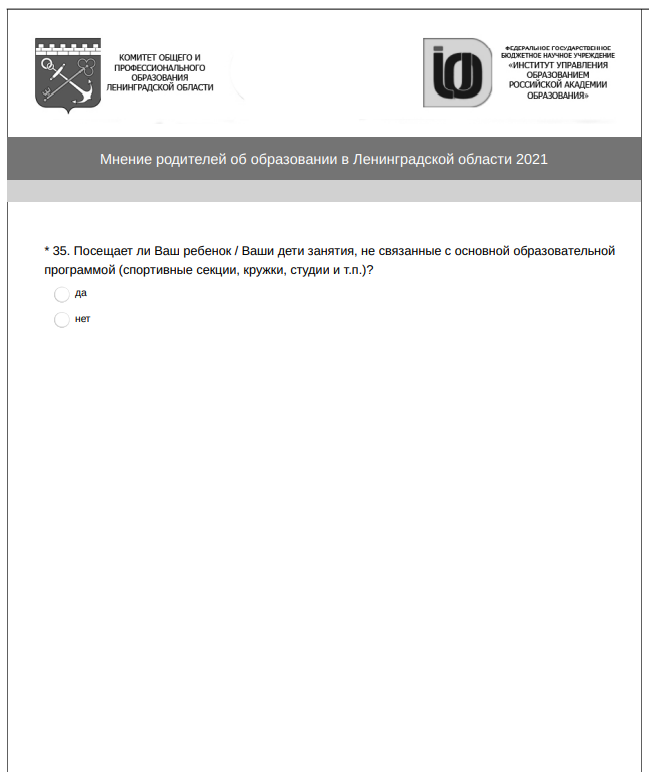 КОМИТЕТ ОБЩЕГО И
ПРОФЕССИОНАЛЬНОГО
ОБРАЗОВАНИЯ
ЛЕНИНГРАДСКОЙ ОБЛАСТИ
ФЕДЕРАЛЬНОЕ ГОСУДАРСТВЕННОЕ
БЮДЖЕТНОЕ НАУЧНОЕ УЧРЕЖДЕНИЕ
«ИНСТИТУТ УПРАВЛЕНИЯ
ОБРАЗОВАНИЕМ
РОССИЙСКОЙ АКАДЕМИИ
ОБРАЗОВАНИЯ»
Мнение родителей об образовании в Ленинградской области 2021
* 35. Посещает ли Ваш ребенок / Ваши дети занятия, не связанные с основной образовательной
программой (спортивные секции, кружки, студии и т.п.)?
да
нет